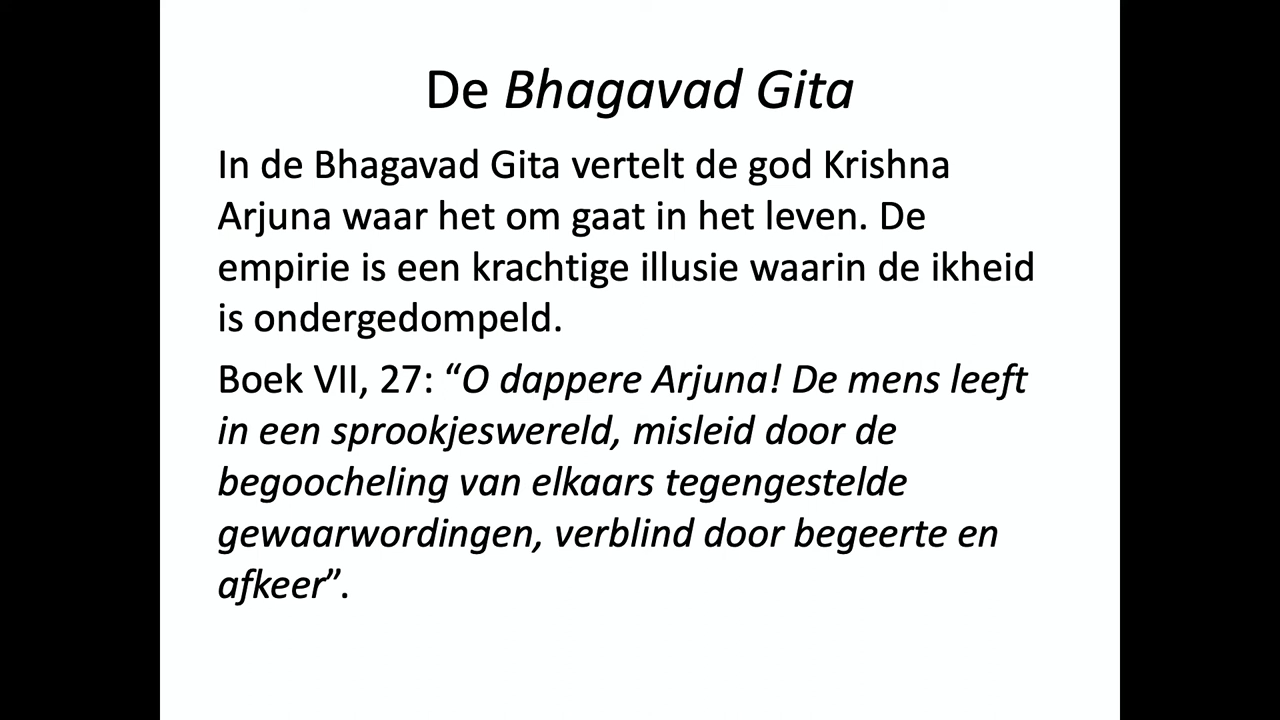 De Bhagavad Gita
In de Bhagavad Gita vertelt de god Krishna
Arjuna waar het om gaat in het leven. De
empirie is een krachtige illusie waarin de ikheid
is ondergedompeld.
Boek VII, 27: “O dappere Arjuna! De mens leeft
in een sprookjeswereld, misleid door de
begoocheling van elkaars tegengestelde
gewaarwordingen, verblind door begeerte en
afkeer”.